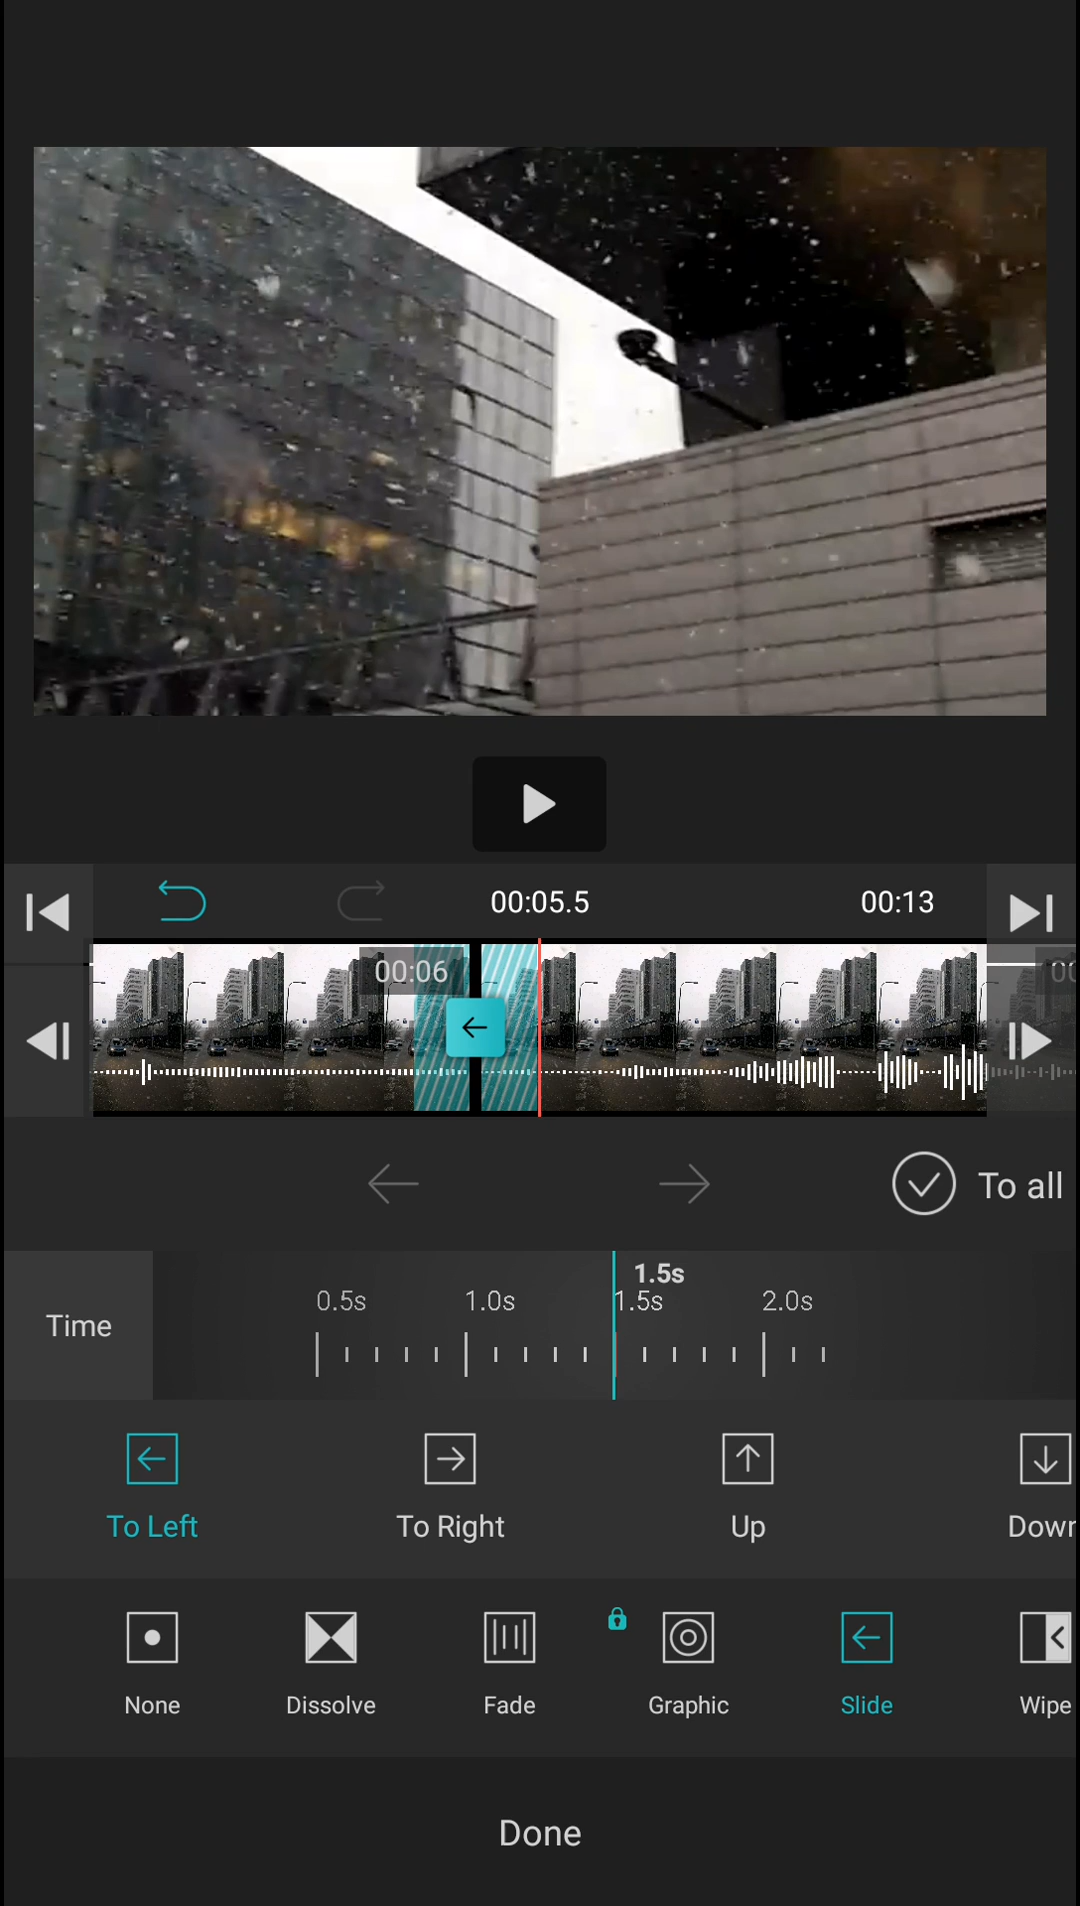 00:05.5
00:13
00:06
To all
1.5s
0.5s 1.0s 1.5s 2.0s
Time
To Left To Right Up Down
None Dissolve Fade Graphic Slide Wipe
Done